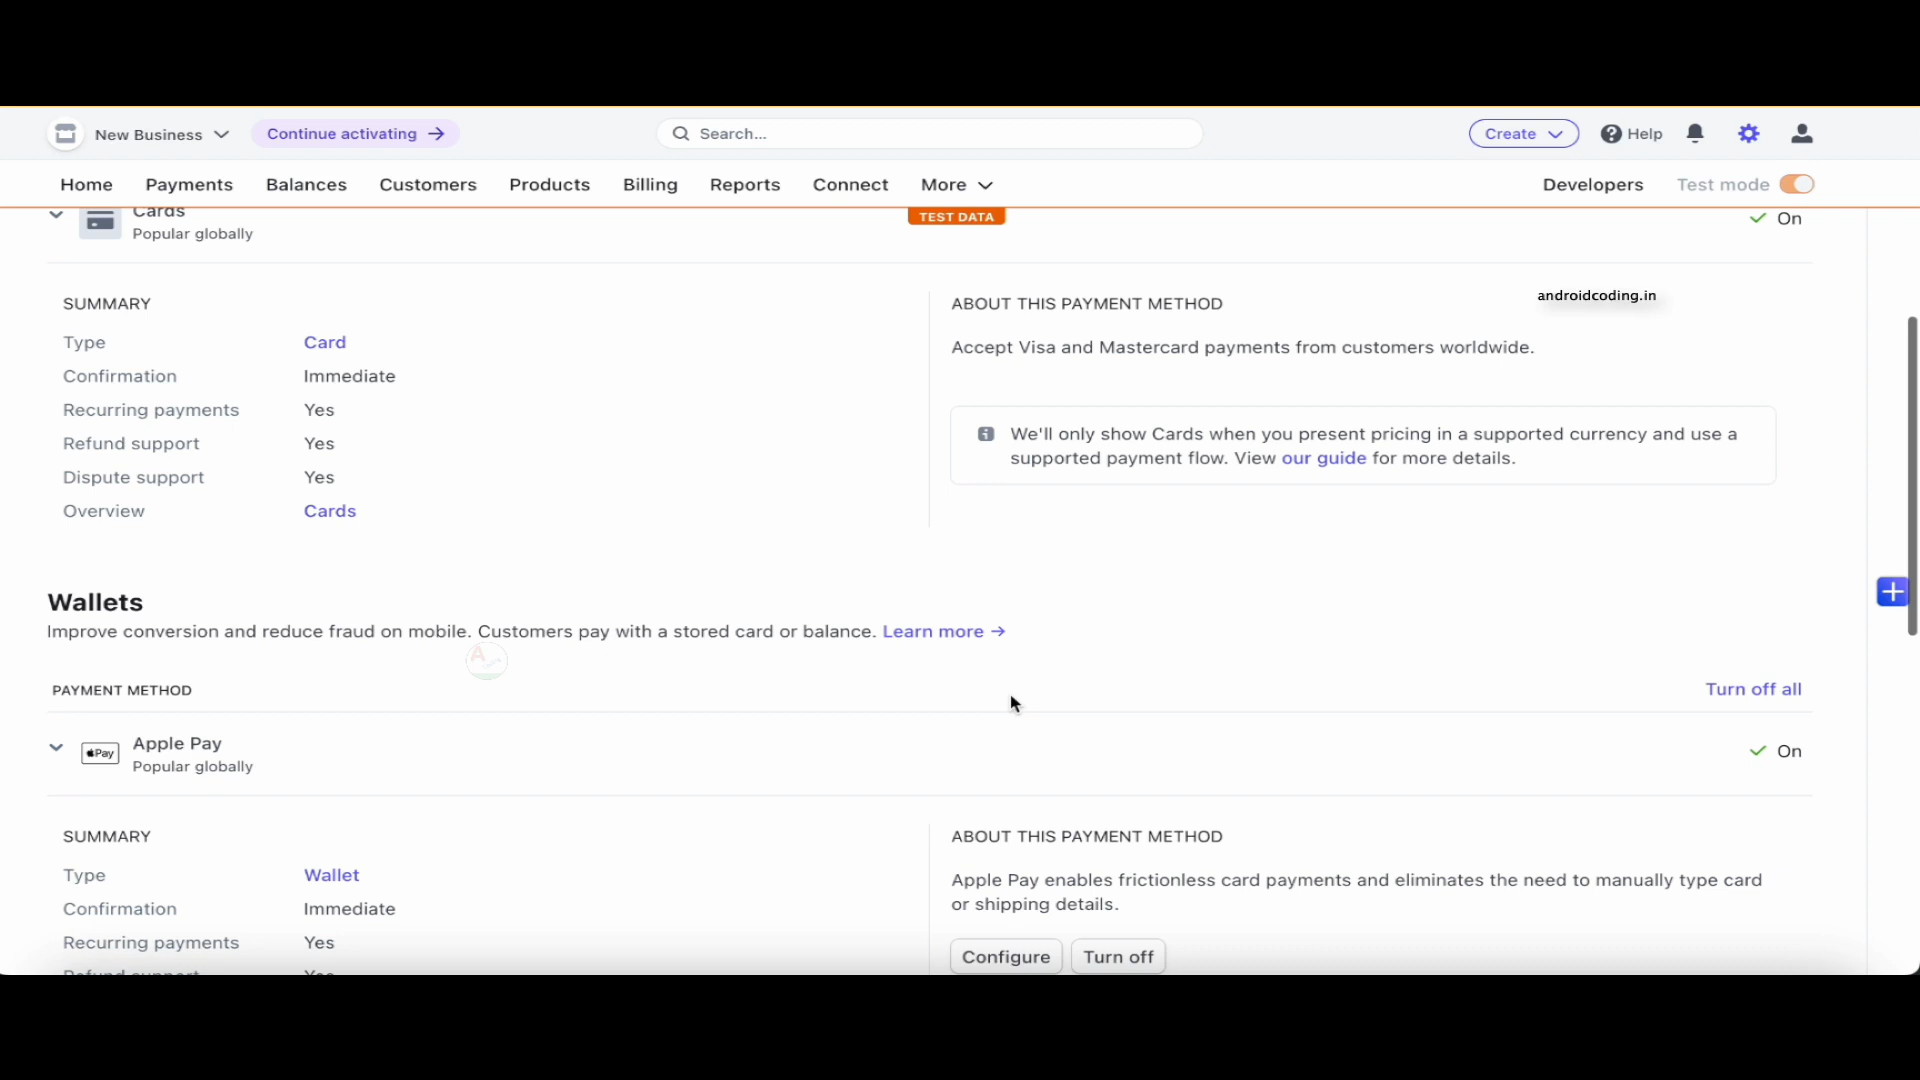 New Business
Continue activating →
Search...
Create
Help
Home
Payments
Balances
Customers
Products
Billing
Reports
Connect
More
Developers
Test mode
Cards
Popular globally
TEST DATA
On
SUMMARY
Type Card
Confirmation Immediate
Recurring payments Yes
Refund support Yes
Dispute support Yes
Overview Cards
ABOUT THIS PAYMENT METHOD
androidcoding.in
Accept Visa and Mastercard payments from customers worldwide.
We'll only show Cards when you present pricing in a supported currency and use a
supported payment flow. View our guide for more details.
Wallets
Improve conversion and reduce fraud on mobile. Customers pay with a stored card or balance. Learn more →
PAYMENT METHOD
Turn off all
Pay
Apple Pay
Popular globally
On
SUMMARY
Type Wallet
Confirmation Immediate
Recurring payments Yes
Refund support Yes
ABOUT THIS PAYMENT METHOD
Apple Pay enables frictionless card payments and eliminates the need to manually type card
or shipping details.
Configure
Turn off